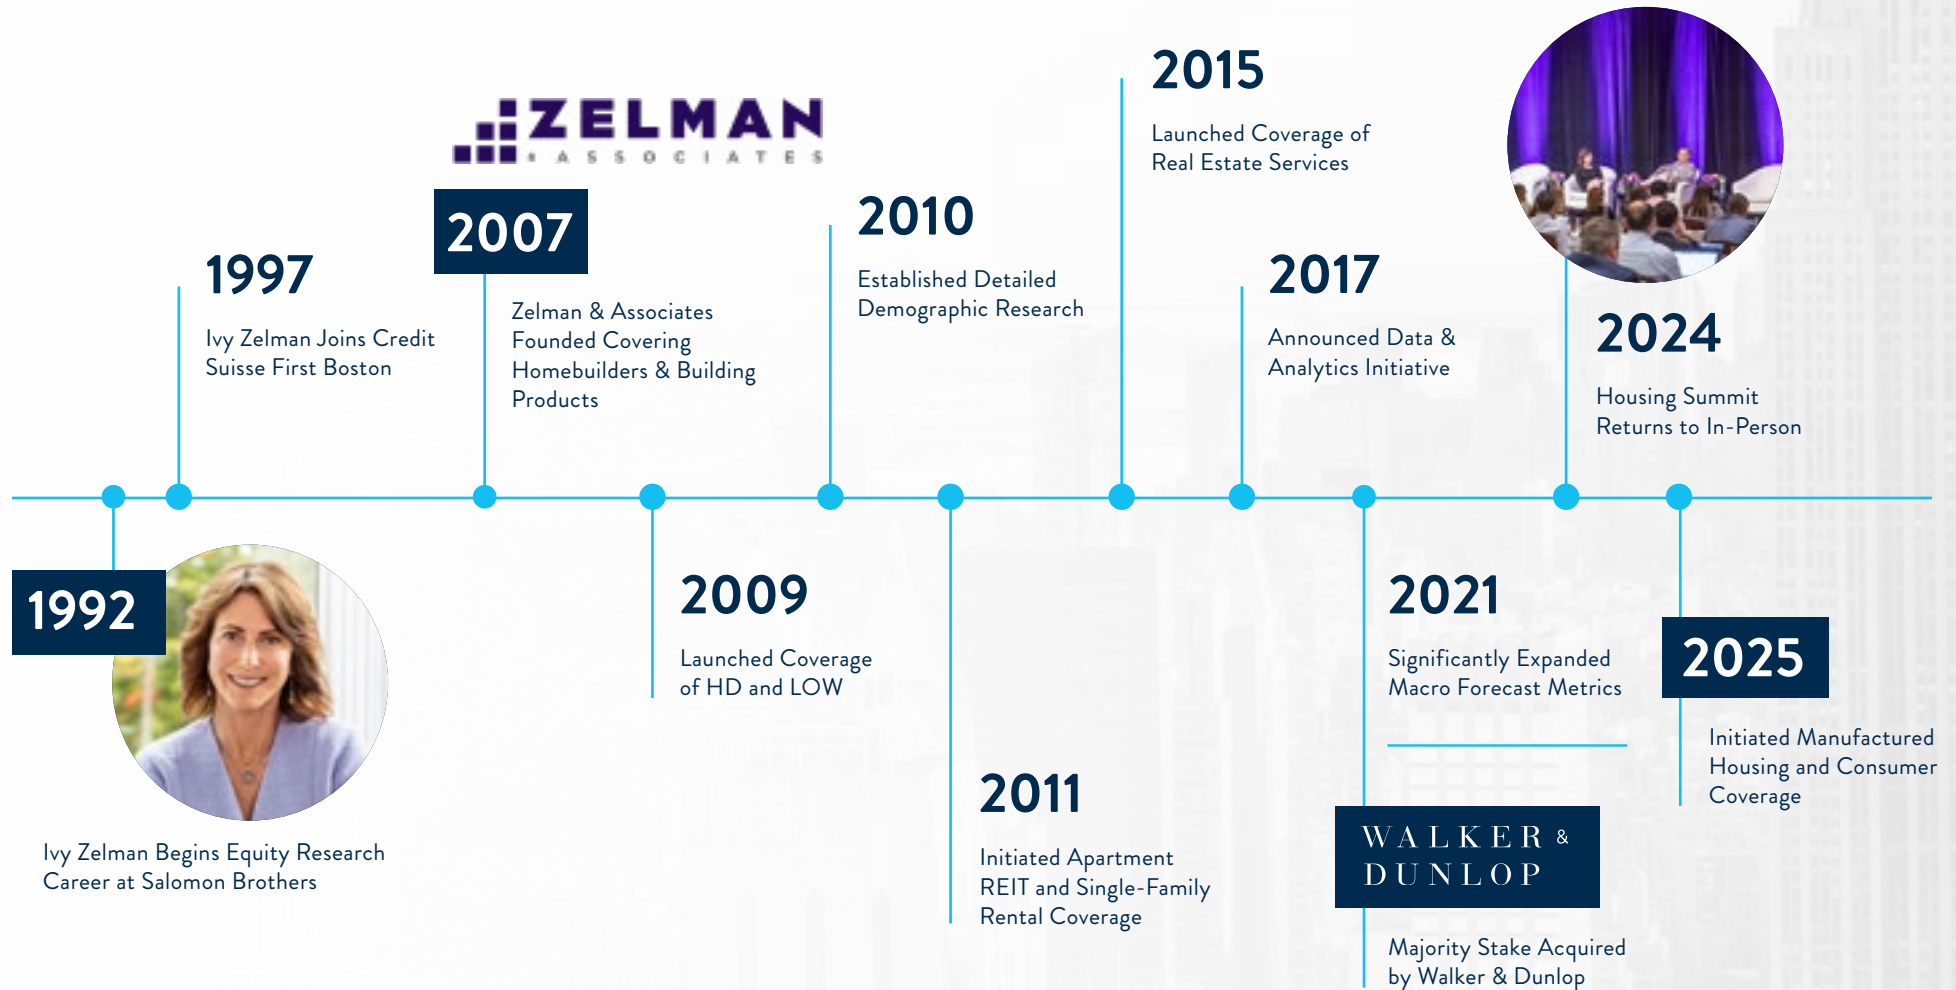 ZELMAN
& ASSOCIATES
1992
Ivy Zelman Begins Equity Research
Career at Salomon Brothers
1997
Ivy Zelman Joins Credit
Suisse First Boston
2007
Zelman & Associates
Founded Covering
Homebuilders & Building
Products
2009
Launched Coverage
of HD and LOW
2010
Established Detailed
Demographic Research
2011
Initiated Apartment
REIT and Single-Family
Rental Coverage
2015
Launched Coverage of
Real Estate Services
2017
Announced Data &
Analytics Initiative
2021
Significantly Expanded
Macro Forecast Metrics
WALKER &
DUNLOP
Majority Stake Acquired
by Walker & Dunlop
2024
Housing Summit
Returns to In-Person
2025
Initiated Manufactured
Housing and Consumer
Coverage